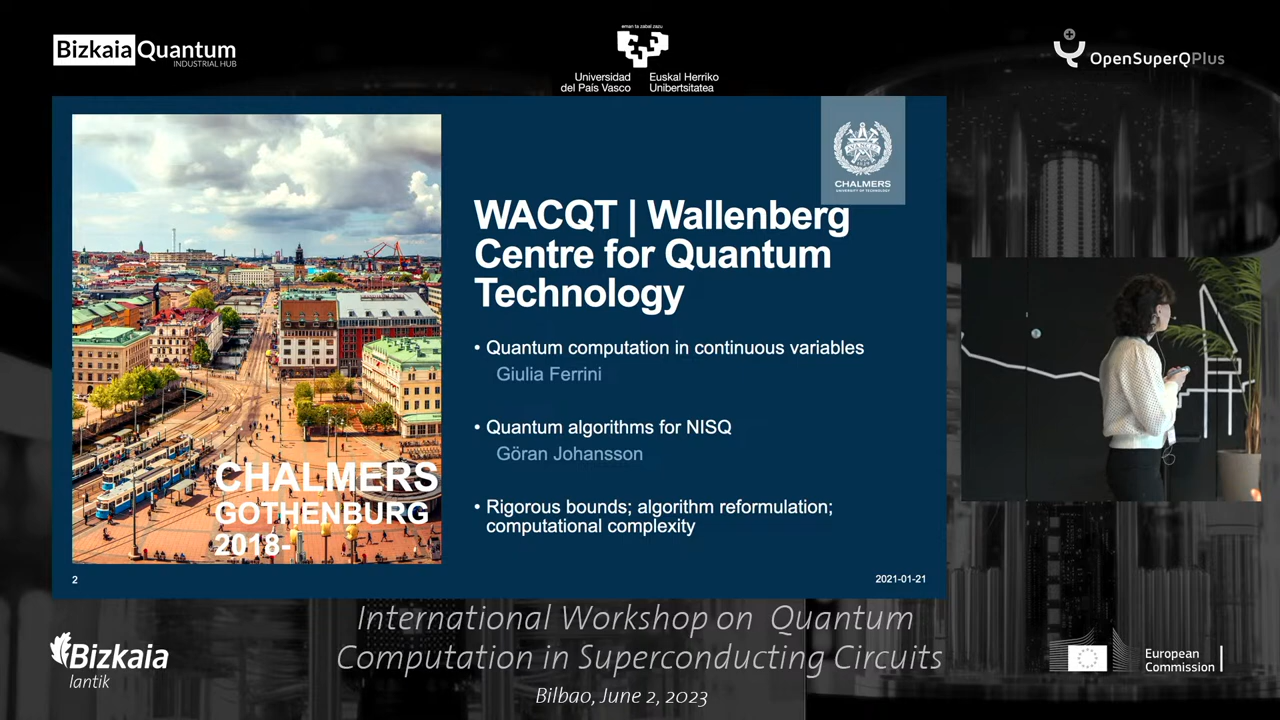 Bizkaia Quantum
INDUSTRIAL HUB
eman ta zabal zazu
Universidad
del País Vasco
Euskal Herriko
Unibertsitatea
OpenSuperQPlus
AVANCEZ
1829
CHALMERS
UNIVERSITY OF TECHNOLOGY
WACQT | Wallenberg
Centre for Quantum
Technology
• Quantum computation in continuous variables
Giulia Ferrini
• Quantum algorithms for NISQ
Göran Johansson
• Rigorous bounds; algorithm reformulation;
computational complexity
CHALMERS
GOTHENBURG
2018-
2
2021-01-21
International Workshop on Quantum
Computation in Superconducting Circuits
Bilbao, June 2, 2023
Bizkaia
lantik
European
Commission